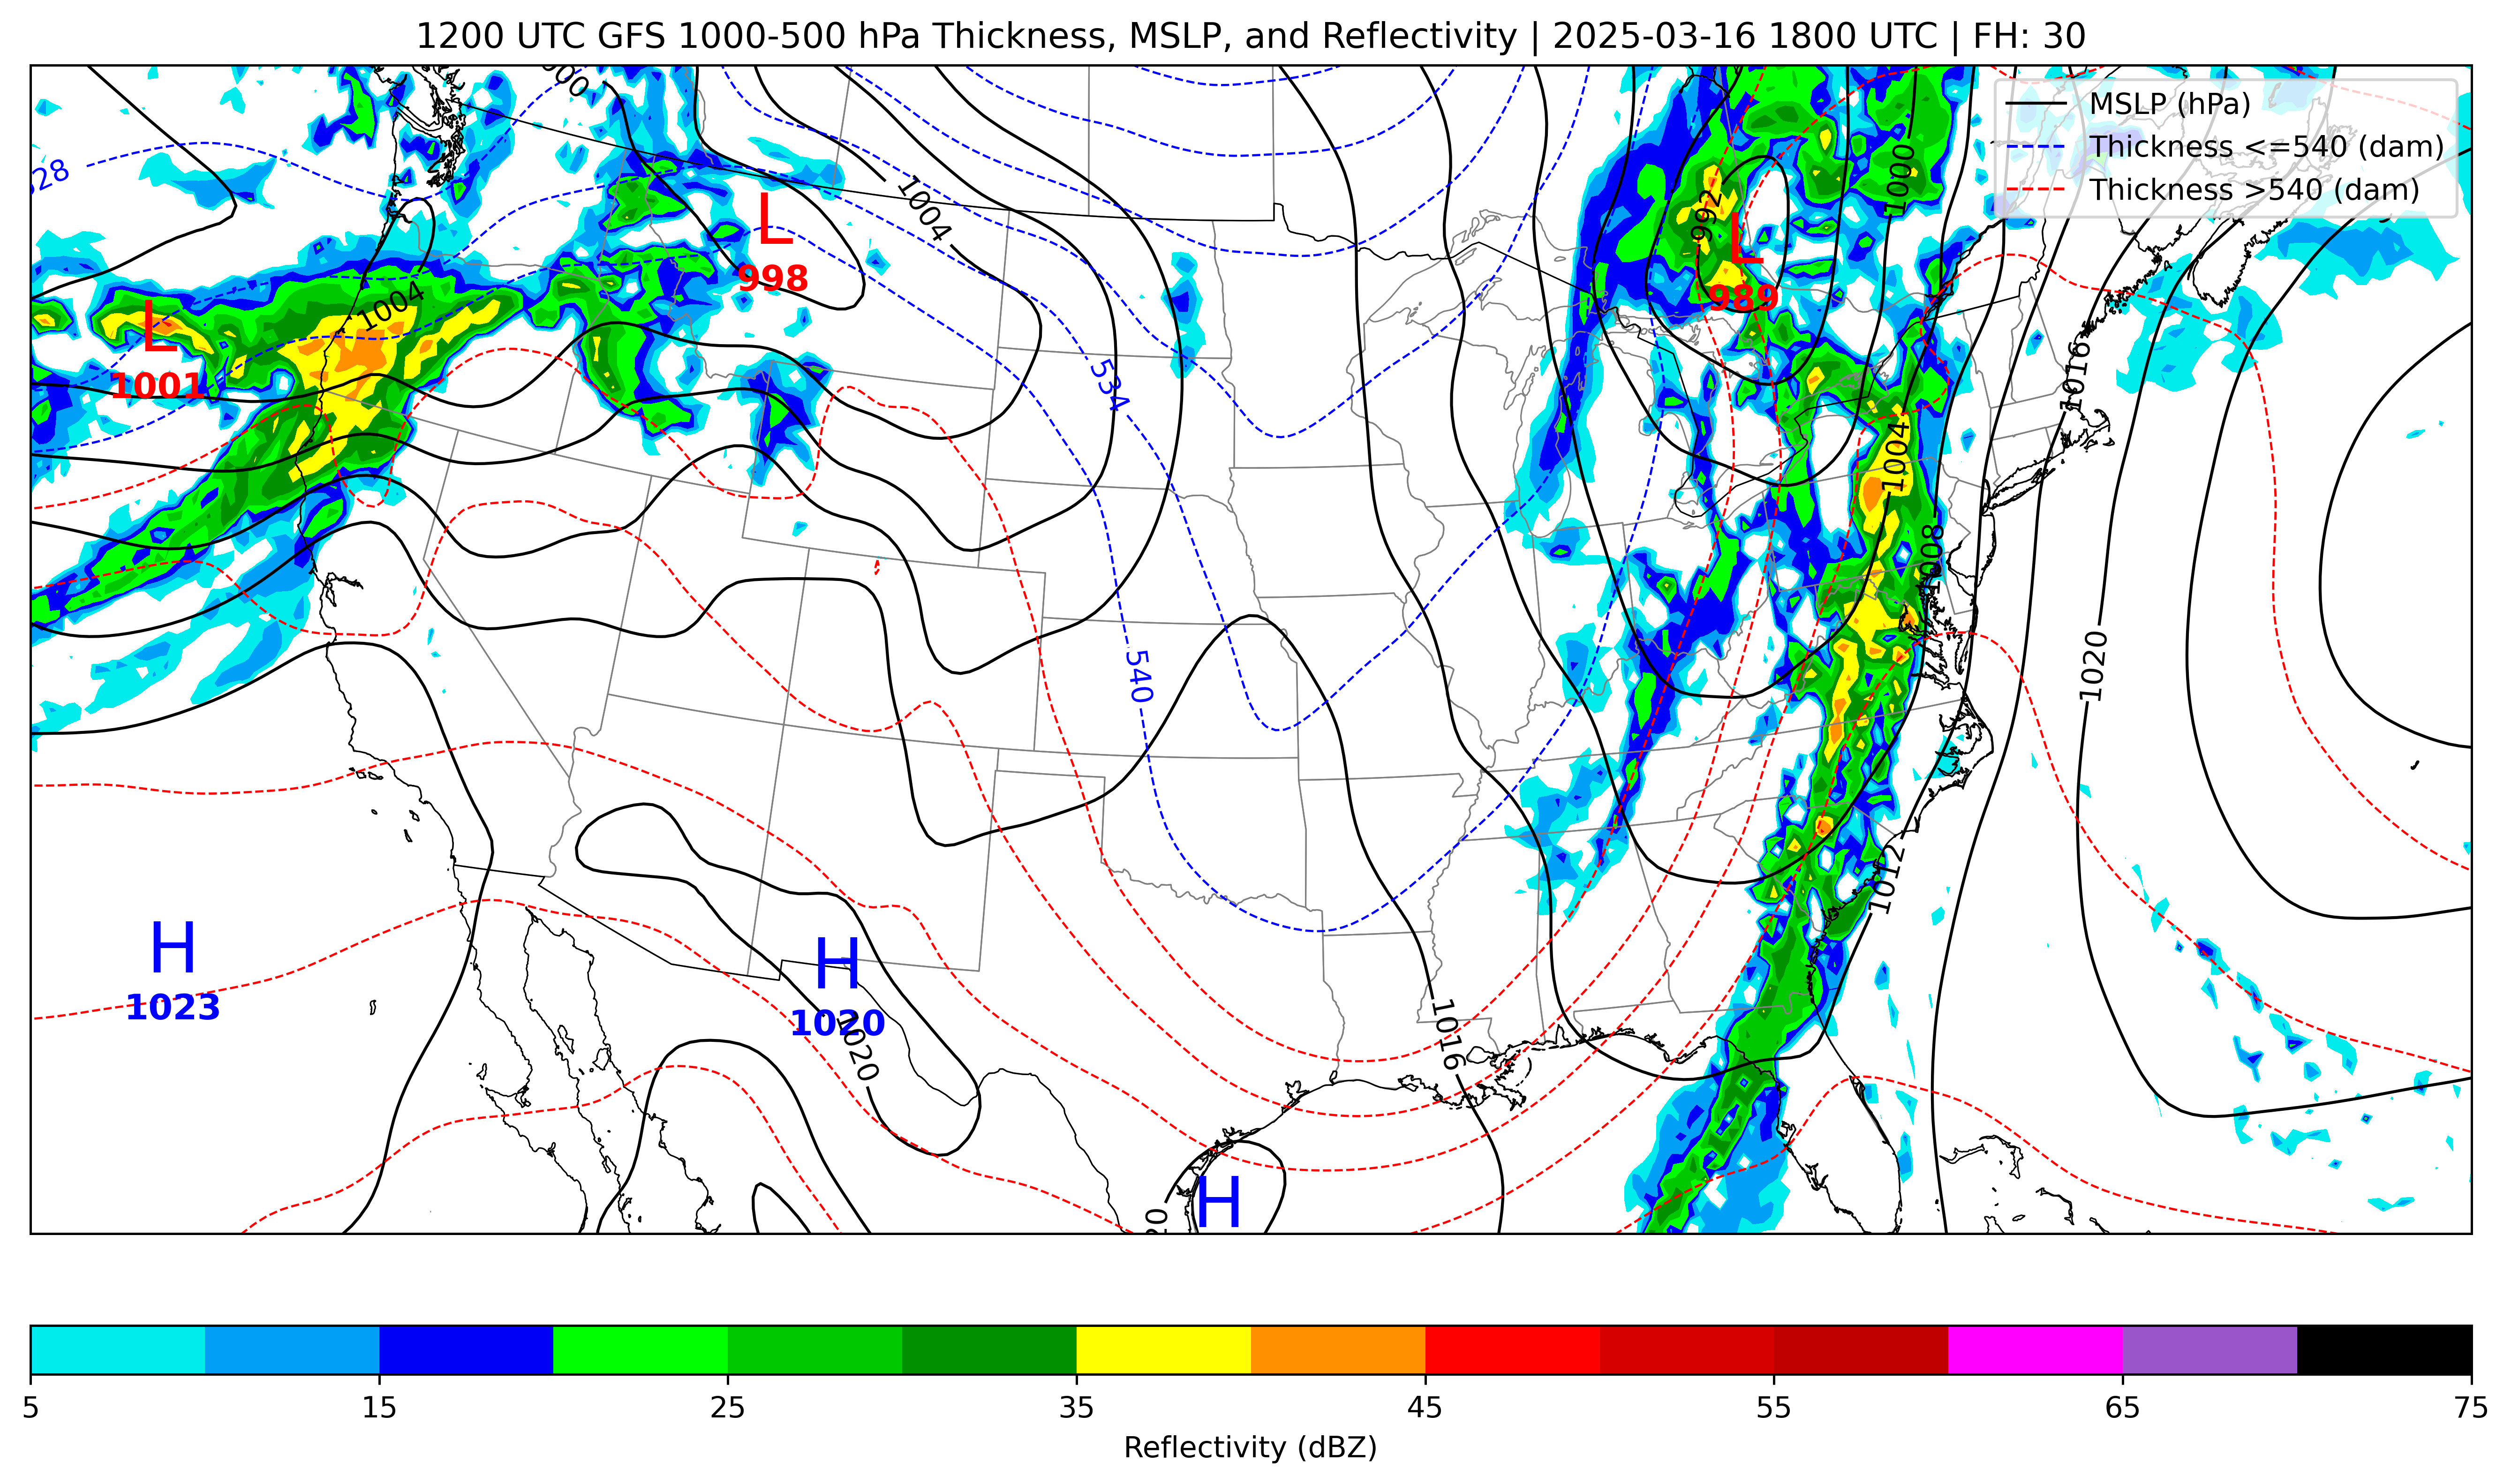 1200 UTC GFS 1000-500 hPa Thickness, MSLP, and Reflectivity | 2025-03-16 1800 UTC | FH: 30
MSLP (hPa)
Thickness <=540 (dam)
Thickness >540 (dam)
1000
L
998
1004
992
L
989
1004
L
1001
534
1016
1004
1008
540
1020
1012
H
1023
H
1020
1020
1016
H
5 15 25 35 45 55 65 75
Reflectivity (dBZ)